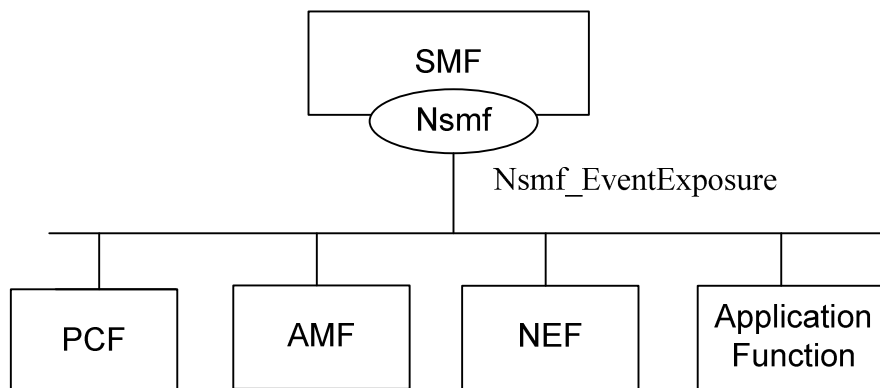 SMF
Nsmf
Nsmf_EventExposure
PCF
AMF
NEF
Application
Function